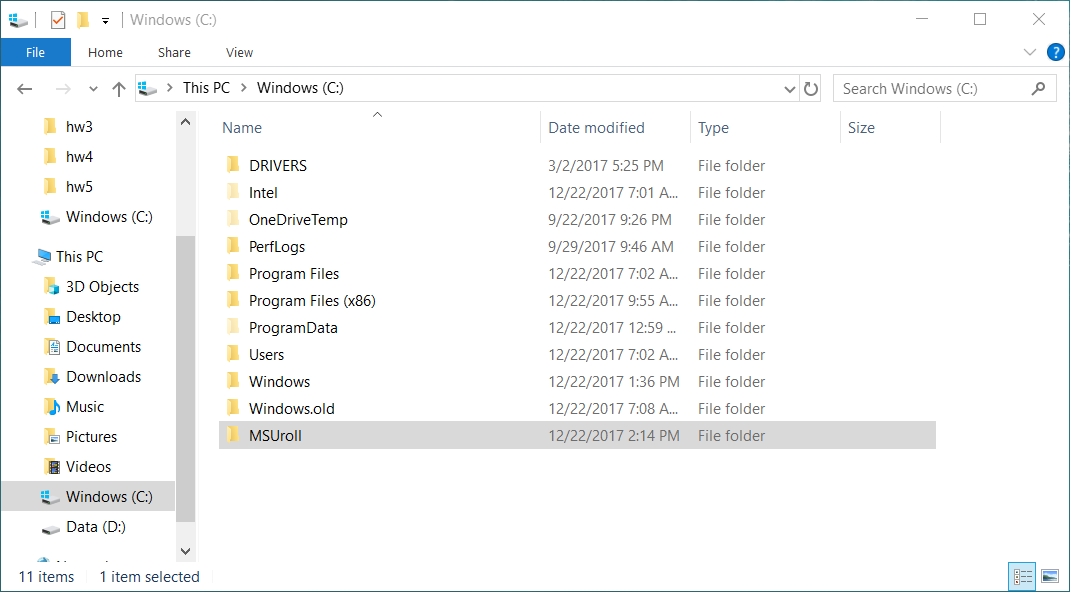 Windows (C:)
File Home Share View ?
This PC Windows (C:) Search Windows (C:)
hw3
hw4
hw5
Windows (C:)
This PC
3D Objects
Desktop
Documents
Downloads
Music
Pictures
Videos
Windows (C:)
Data (D:)
Name Date modified Type Size
DRIVERS 3/2/2017 5:25 PM File folder
Intel 12/22/2017 7:01 A... File folder
OneDriveTemp 9/22/2017 9:26 PM File folder
PerfLogs 9/29/2017 9:46 AM File folder
Program Files 12/22/2017 7:02 A... File folder
Program Files (x86) 12/22/2017 9:55 A... File folder
ProgramData 12/22/2017 12:59 ... File folder
Users 12/22/2017 7:02 A... File folder
Windows 12/22/2017 1:36 PM File folder
Windows.old 12/22/2017 7:08 A... File folder
MSUroll 12/22/2017 2:14 PM File folder
11 items 1 item selected